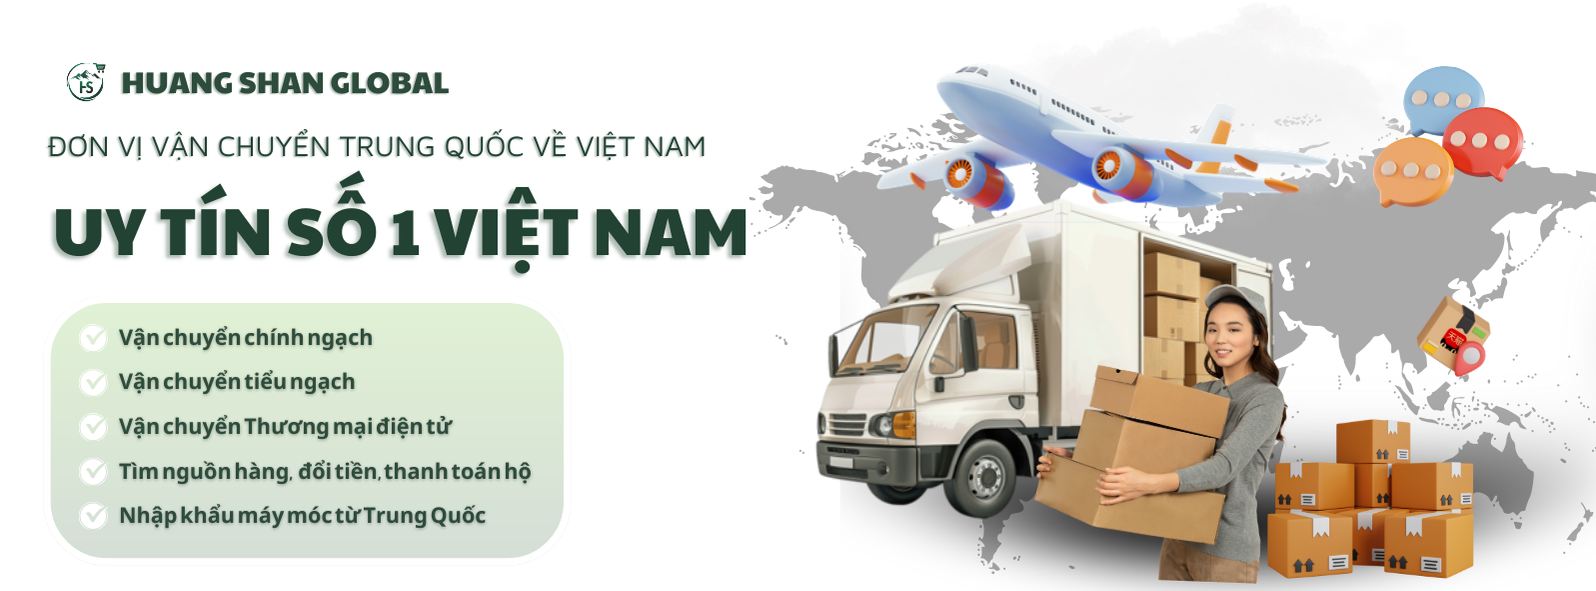 HS
HUANG SHAN GLOBAL
ĐƠN VỊ VẬN CHUYỂN TRUNG QUỐC VỀ VIỆT NAM
UY TÍN SỐ 1 VIỆT NAM
Vận chuyển chính ngạch
Vận chuyển tiểu ngạch
Vận chuyển Thương mại điện tử
Tìm nguồn hàng, đổi tiền, thanh toán hộ
Nhập khẩu máy móc từ Trung Quốc